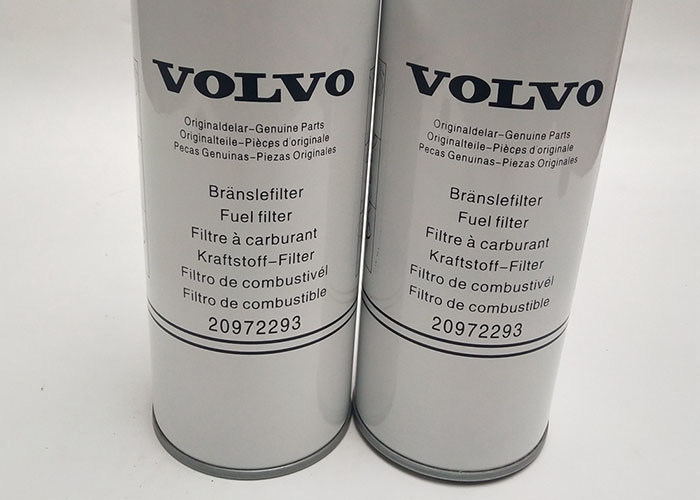 VOLVO
Originaldelar-Genuine Parts
Originalteile-Pièces d'originale
Pecas Genuinas-Piezas Originales
Bränslefilter
Fuel filter
Filtre à carburant
Kraftstoff-Filter
Filtro de combustivél
Filtro de combustible
20972293
VOLVO
Originaldelar-Genuine Parts
Originalteile-Pièces d'originale
Pecas Genuinas-Piezas Originales
Bränslefilter
Fuel filter
Filtre à carburant
Kraftstoff-Filter
Filtro de combustivél
Filtro de combustible
20972293